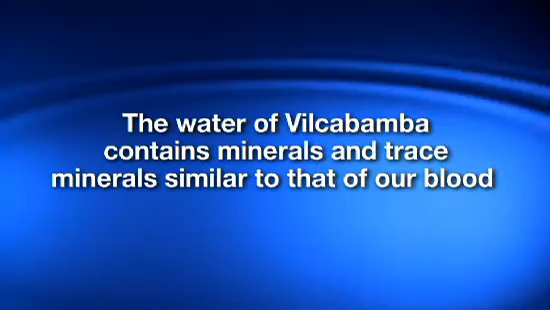 The water of Vilcabamba
contains minerals and trace
minerals similar to that of our blood